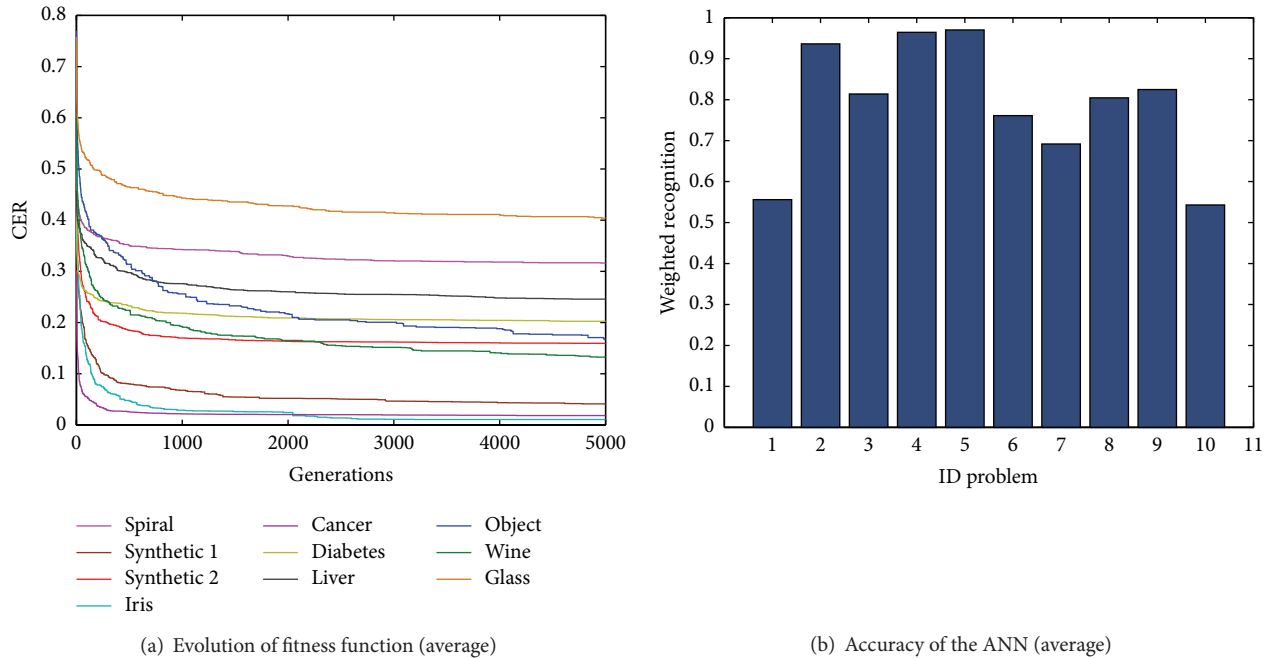 0.8
0.7
0.6
0.5
0.4
0.3
0.2
0.1
0
CER
0 1000 2000 3000 4000 5000
Generations
Spiral
Synthetic 1
Synthetic 2
Iris
Cancer
Diabetes
Liver
Object
Wine
Glass
(a) Evolution of fitness function (average)
1
0.9
0.8
0.7
0.6
0.5
0.4
0.3
0.2
0.1
0
Weighted recognition
1 2 3 4 5 6 7 8 9 10 11
ID problem
(b) Accuracy of the ANN (average)